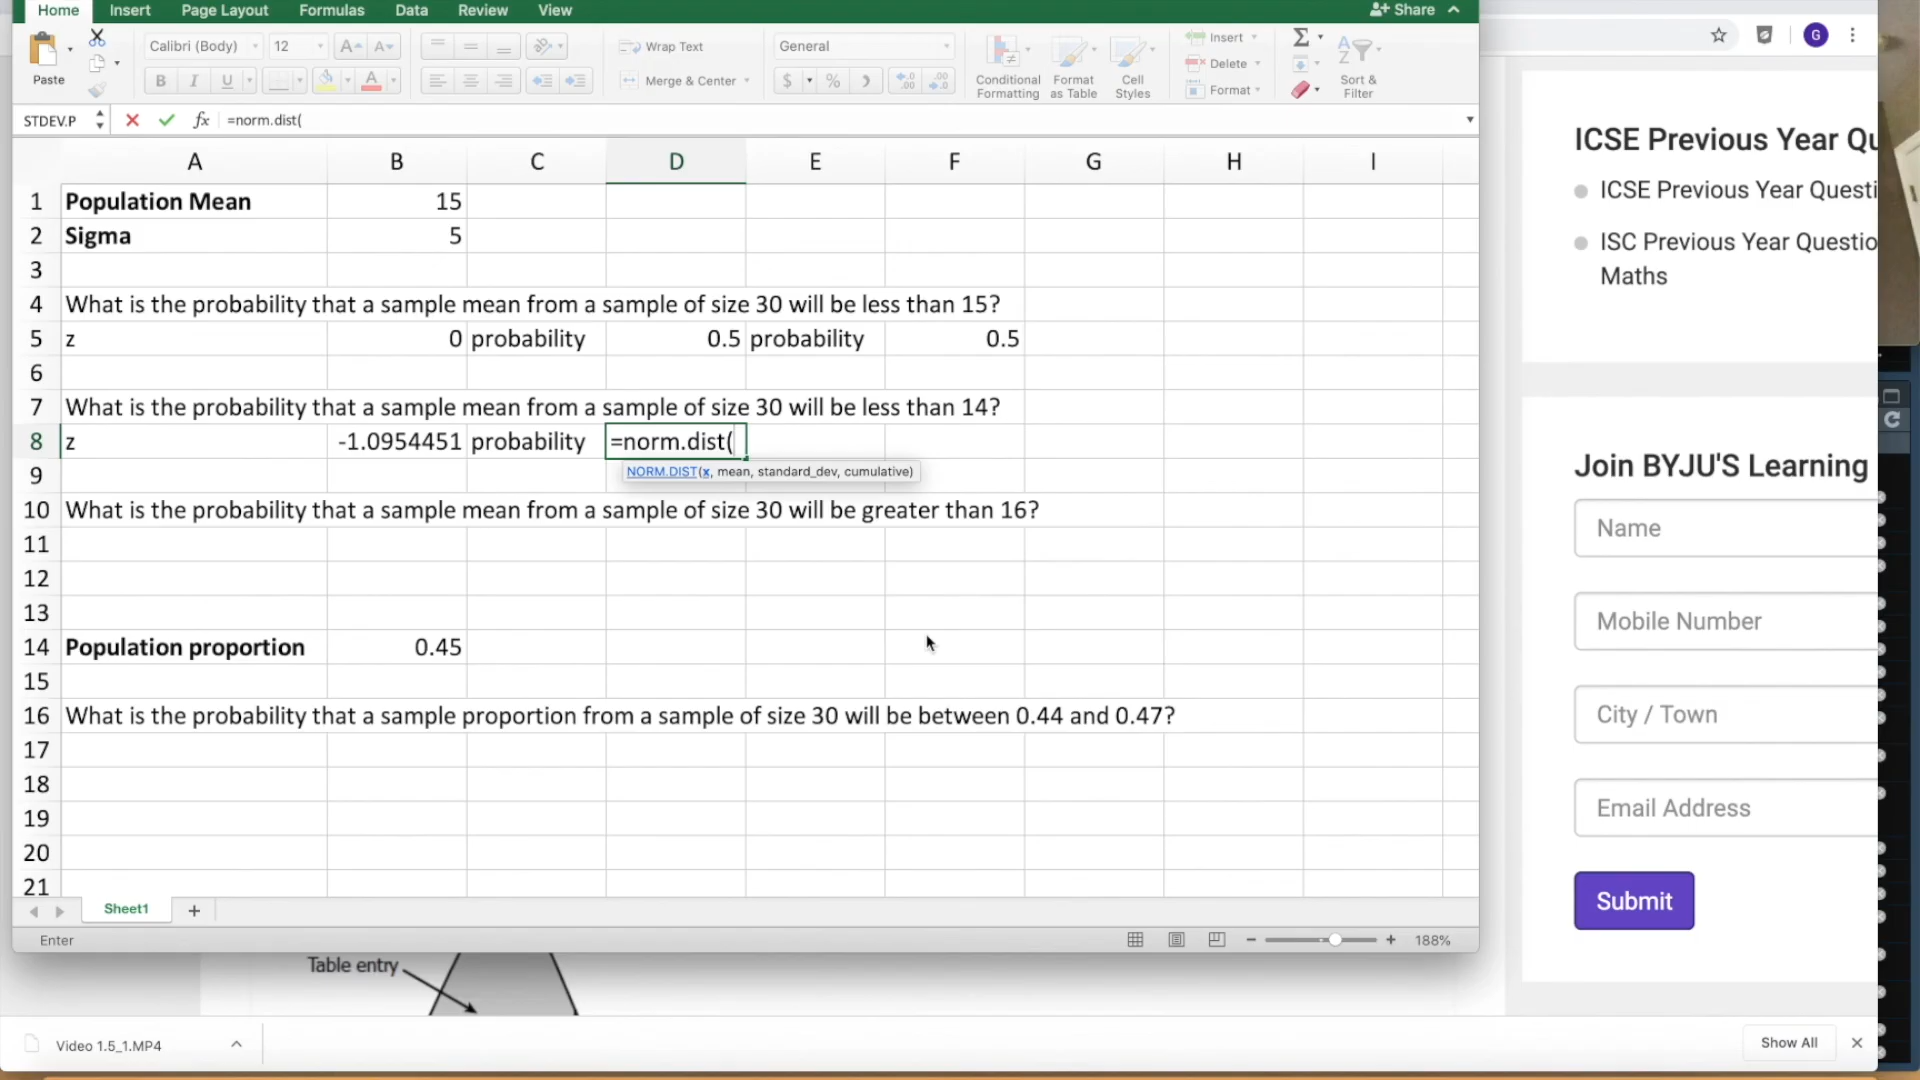 Home Insert Page Layout Formulas Data Review View Share
Paste
Calibri (Body) 12
Wrap Text
Merge & Center
General
$ %
Conditional Formatting
Format as Table
Cell Styles
Insert
Delete
Format
Sort & Filter
STDEV.P fx =norm.dist(
A B C D E F G H I
1 Population Mean 15
2 Sigma 5
3
4 What is the probability that a sample mean from a sample of size 30 will be less than 15?
5 z 0 probability 0.5 probability 0.5
6
7 What is the probability that a sample mean from a sample of size 30 will be less than 14?
8 z -1.0954451 probability =norm.dist(
NORM.DIST(x, mean, standard_dev, cumulative)
9
10 What is the probability that a sample mean from a sample of size 30 will be greater than 16?
11
12
13
14 Population proportion 0.45
15
16 What is the probability that a sample proportion from a sample of size 30 will be between 0.44 and 0.47?
17
18
19
20
21
Sheet1
Enter 188%
Table entry
Video 1.5_1.MP4
Show All
G
ICSE Previous Year Qu
ICSE Previous Year Questi
ISC Previous Year Questio
Maths
Join BYJU'S Learning
Name
Mobile Number
City / Town
Email Address
Submit